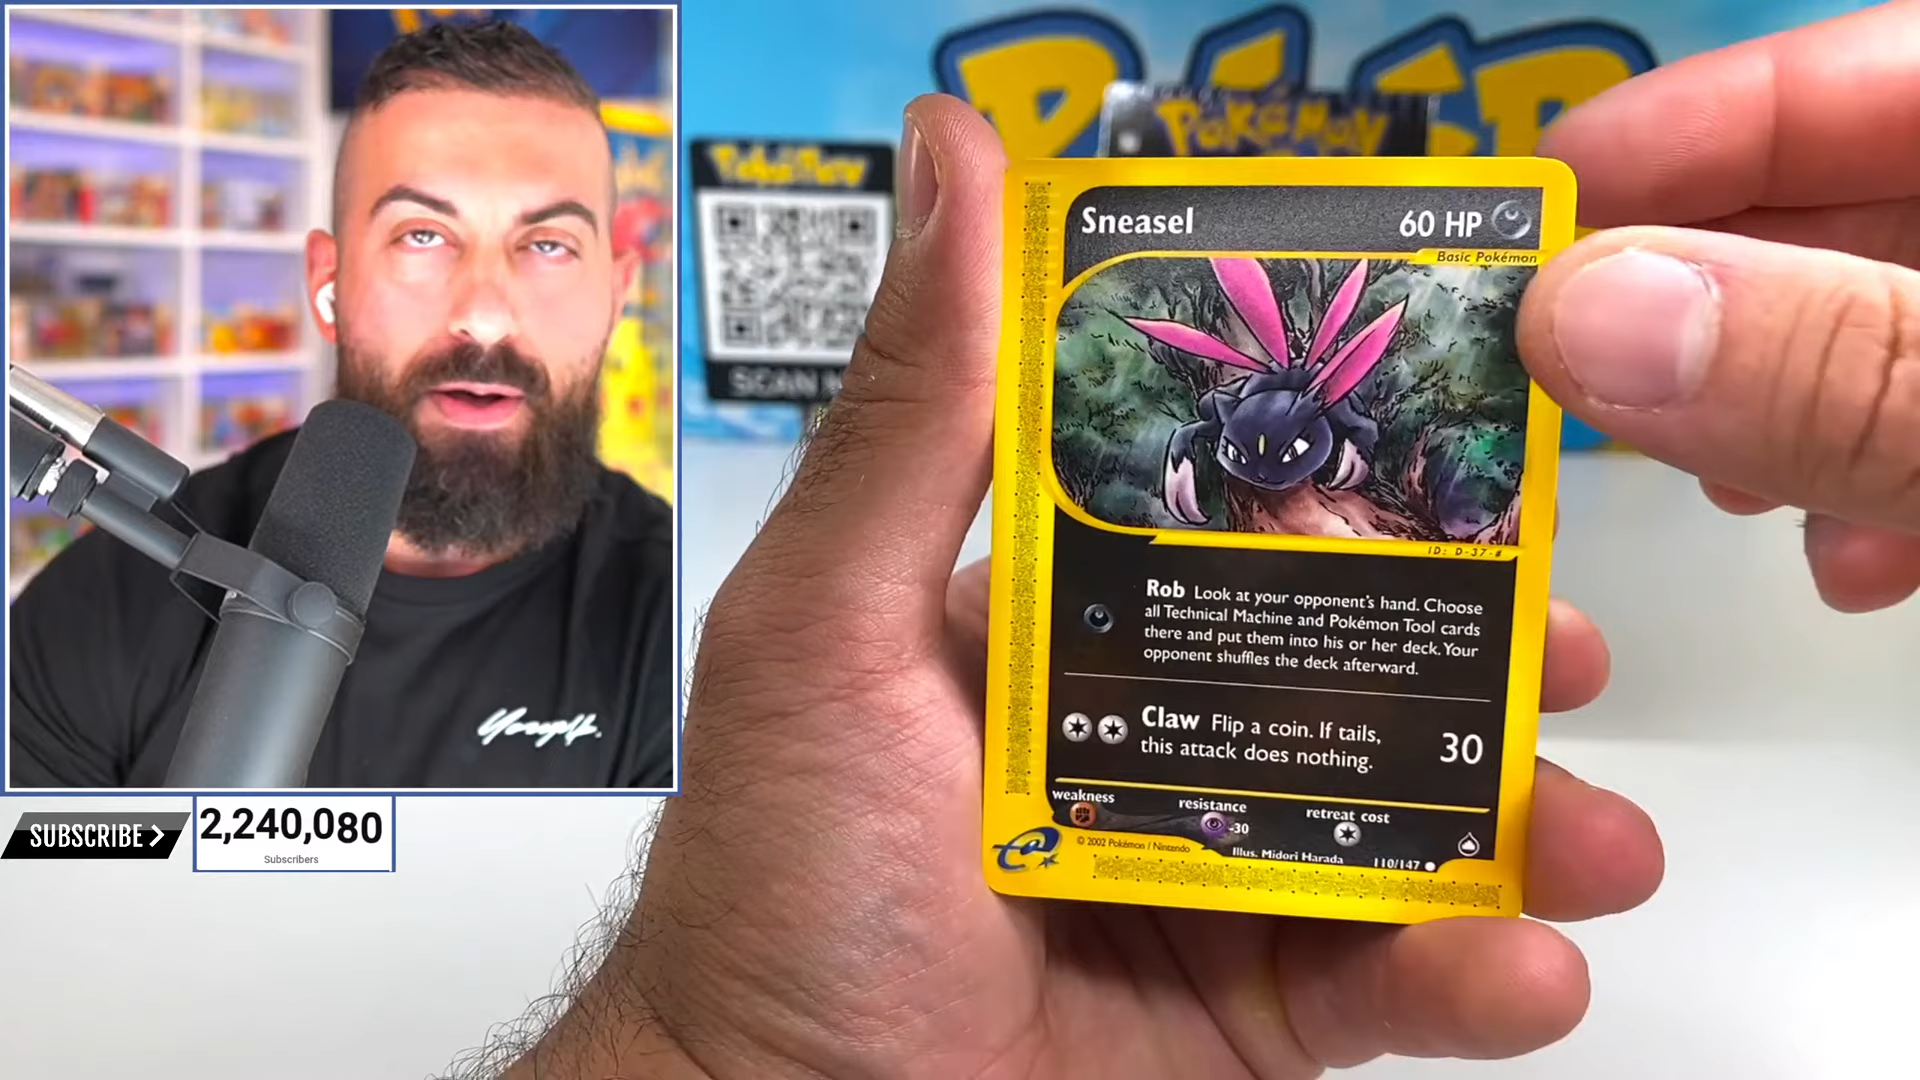 Pokémon
PokéRev
SCAN
Sneasel
60 HP
Basic Pokémon
ID: D-37-#
Rob Look at your opponent's hand. Choose
all Technical Machine and Pokémon Tool cards
there and put them into his or her deck. Your
opponent shuffles the deck afterward.
Claw Flip a coin. If tails,
this attack does nothing.
30
weakness
resistance
-30
retreat cost
© 2002 Pokémon / Nintendo
Illus. Midori Harada
110/147
e
SUBSCRIBE
2,240,080
Subscribers